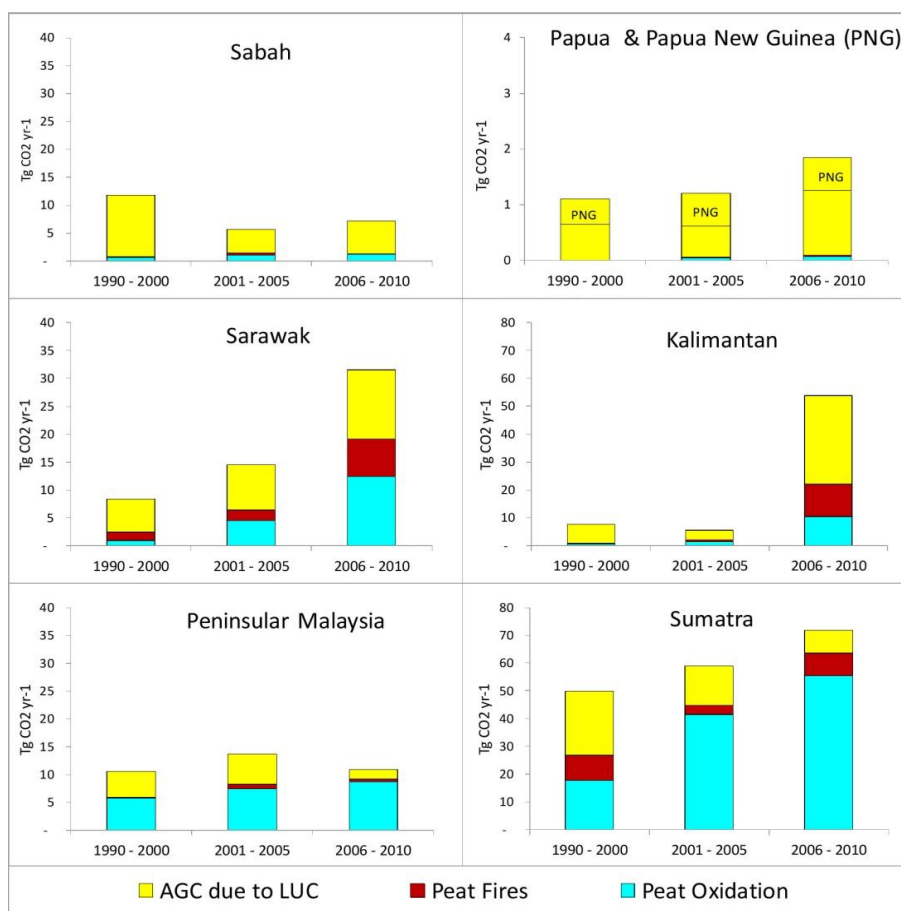 Sabah
Tg CO2 yr-1
40
35
30
25
20
15
10
5
-
1990 - 2000
2001 - 2005
2006 - 2010
Papua & Papua New Guinea (PNG)
Tg CO2 yr-1
4
3
2
1
0
PNG
PNG
PNG
1990 - 2000
2001 - 2005
2006 - 2010
Sarawak
Tg CO2 yr-1
40
35
30
25
20
15
10
5
-
1990 - 2000
2001 - 2005
2006 - 2010
Kalimantan
Tg CO2 yr-1
80
70
60
50
40
30
20
10
-
1990 - 2000
2001 - 2005
2006 - 2010
Peninsular Malaysia
Tg CO2 yr-1
40
35
30
25
20
15
10
5
-
1990 - 2000
2001 - 2005
2006 - 2010
Sumatra
Tg CO2 yr-1
80
70
60
50
40
30
20
10
-
1990 - 2000
2001 - 2005
2006 - 2010
AGC due to LUC
Peat Fires
Peat Oxidation